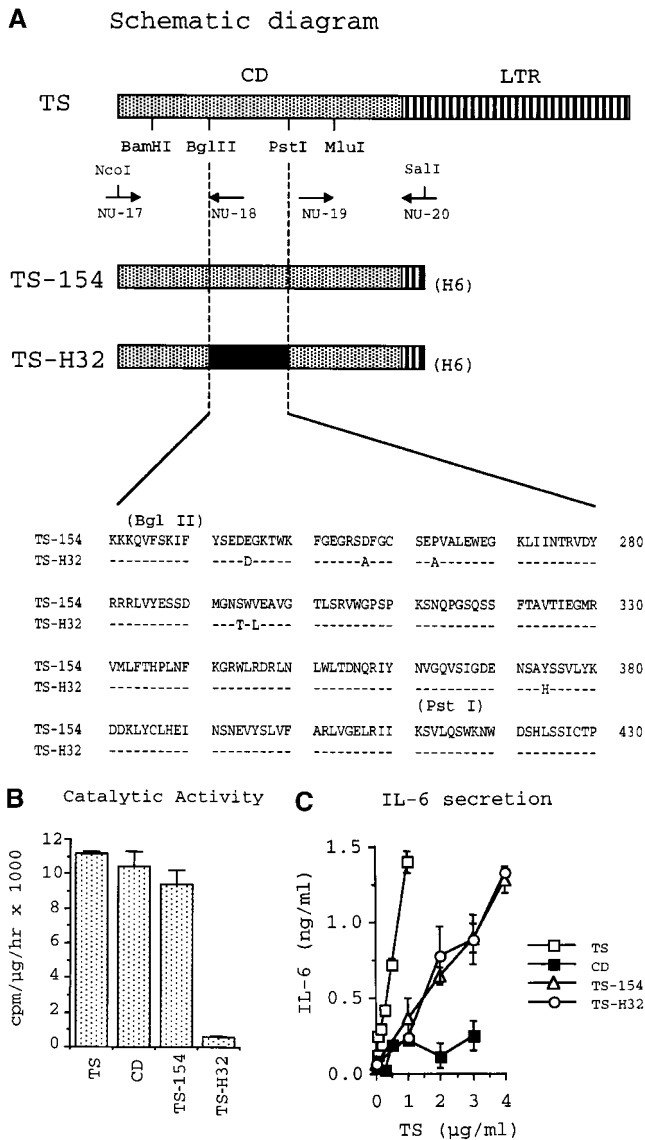 A Schematic diagram
CD LTR
TS
BamHI BglII PstI MluI
NcoI SalI
NU-17 NU-18 NU-19 NU-20
TS-154 (H6)
TS-H32 (H6)
(Bgl II)
TS-154 KKKQVFSKIF YSEDEGKTWK FGEGRSDFGC SEPVALEWEG KLIINTRVDY 280
TS-H32 ---------- ----D----- -------A-- --A------- ----------
TS-154 RRRLVYESSD MGNSWVEAVG TLSRVWGPSP KSNQPGSQSS FTAVTIEGMR 330
TS-H32 ---------- ---T-L---- ---------- ---------- ----------
TS-154 VMLFTHPLNF KGRWLRDRLN LWLTDNQRIY NVGQVSIGDE NSAYSSVLYK 380
TS-H32 ---------- ---------- ---------- ---------- ---H------
(Pst I)
TS-154 DDKLYCLHEI NSNEVYSLVF ARLVGELRII KSVLQSWKNW DSHLSSICTP 430
TS-H32 ---------- ---------- ---------- ---------- ----------
B Catalytic Activity
cpm/µg/hr x 1000
12
10
8
6
4
2
0
TS CD TS-154 TS-H32
C IL-6 secretion
IL-6 (ng/ml)
1.5
1.0
0.5
0.0
0 1 2 3 4
TS (µg/ml)
TS
CD
TS-154
TS-H32